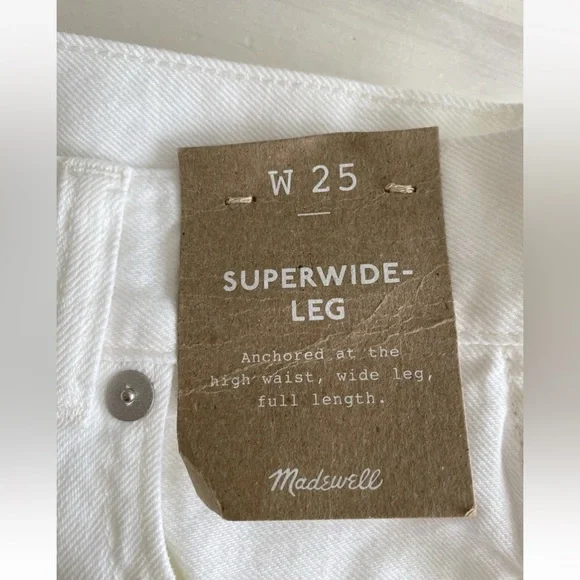 W 25
SUPERWIDE-
LEG
Anchored at the
high waist, wide leg,
full length.
Madewell